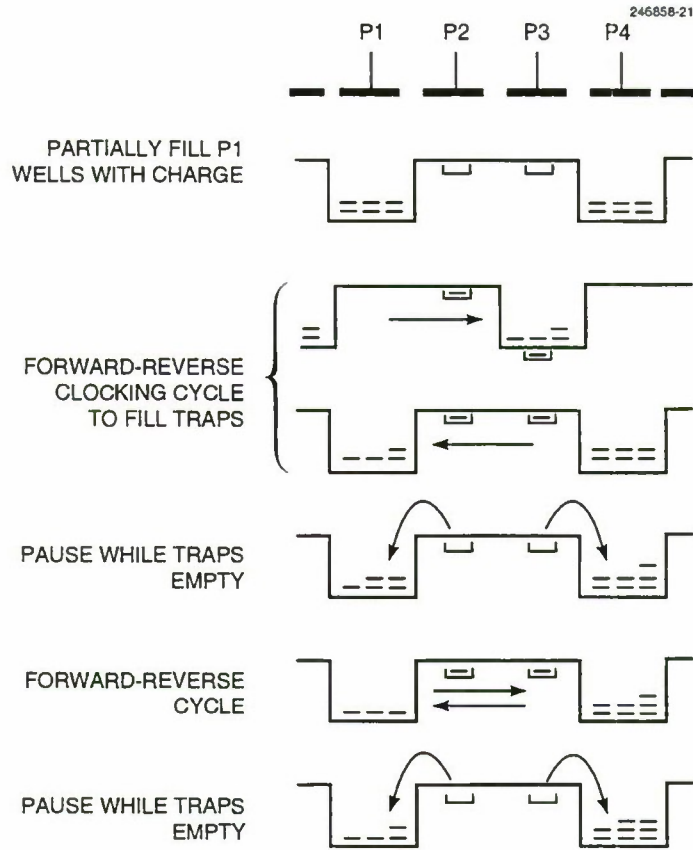 246858-21
P1 P2 P3 P4
PARTIALLY FILL P1
WELLS WITH CHARGE
FORWARD-REVERSE
CLOCKING CYCLE
TO FILL TRAPS
PAUSE WHILE TRAPS
EMPTY
FORWARD-REVERSE
CYCLE
PAUSE WHILE TRAPS
EMPTY